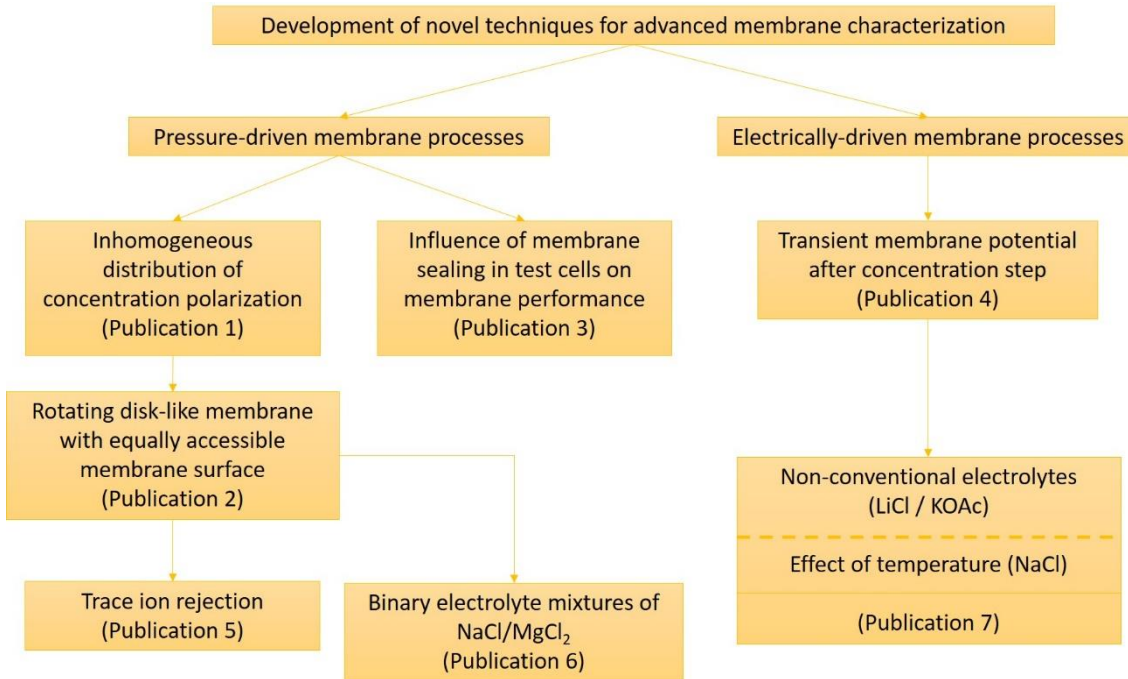 Development of novel techniques for advanced membrane characterization
Pressure-driven membrane processes
Electrically-driven membrane processes
Inhomogeneous
distribution of
concentration polarization
(Publication 1)
Influence of membrane
sealing in test cells on
membrane performance
(Publication 3)
Transient membrane potential
after concentration step
(Publication 4)
Rotating disk-like membrane
with equally accessible
membrane surface
(Publication 2)
Non-conventional electrolytes
(LiCl / KOAc)
Effect of temperature (NaCl)
(Publication 7)
Trace ion rejection
(Publication 5)
Binary electrolyte mixtures of
NaCl/MgCl₂
(Publication 6)